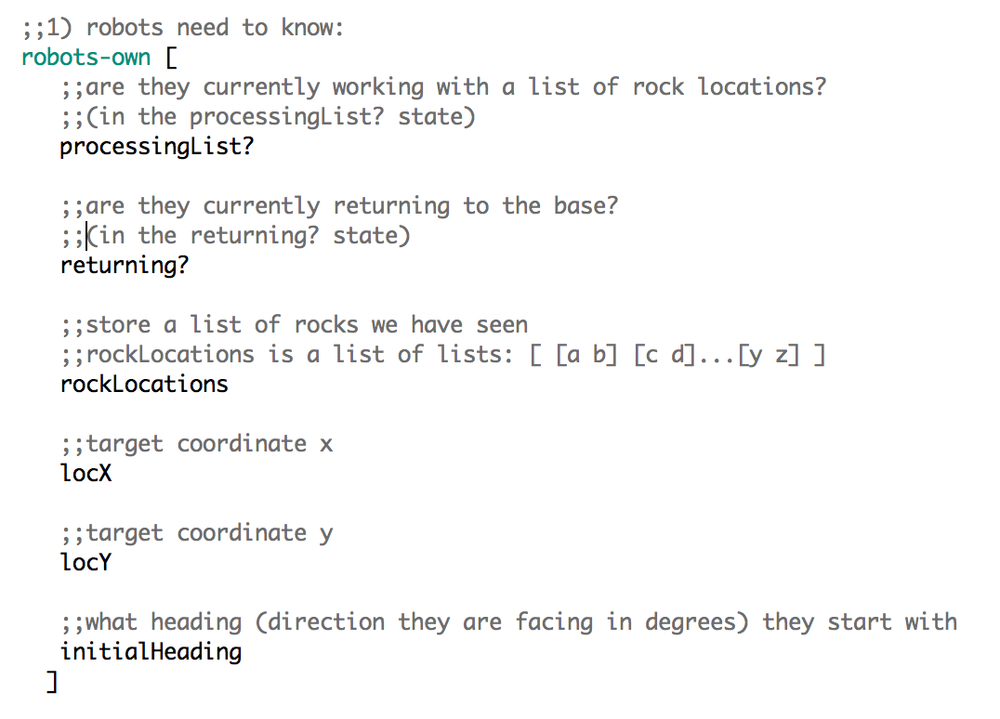 ;;1) robots need to know:
robots-own [
;;are they currently working with a list of rock locations?
;;(in the processingList? state)
processingList?
;;are they currently returning to the base?
;;(in the returning? state)
returning?
;;store a list of rocks we have seen
;;rockLocations is a list of lists: [ [a b] [c d]...[y z] ]
rockLocations
;;target coordinate x
locX
;;target coordinate y
locY
;;what heading (direction they are facing in degrees) they start with
initialHeading
]